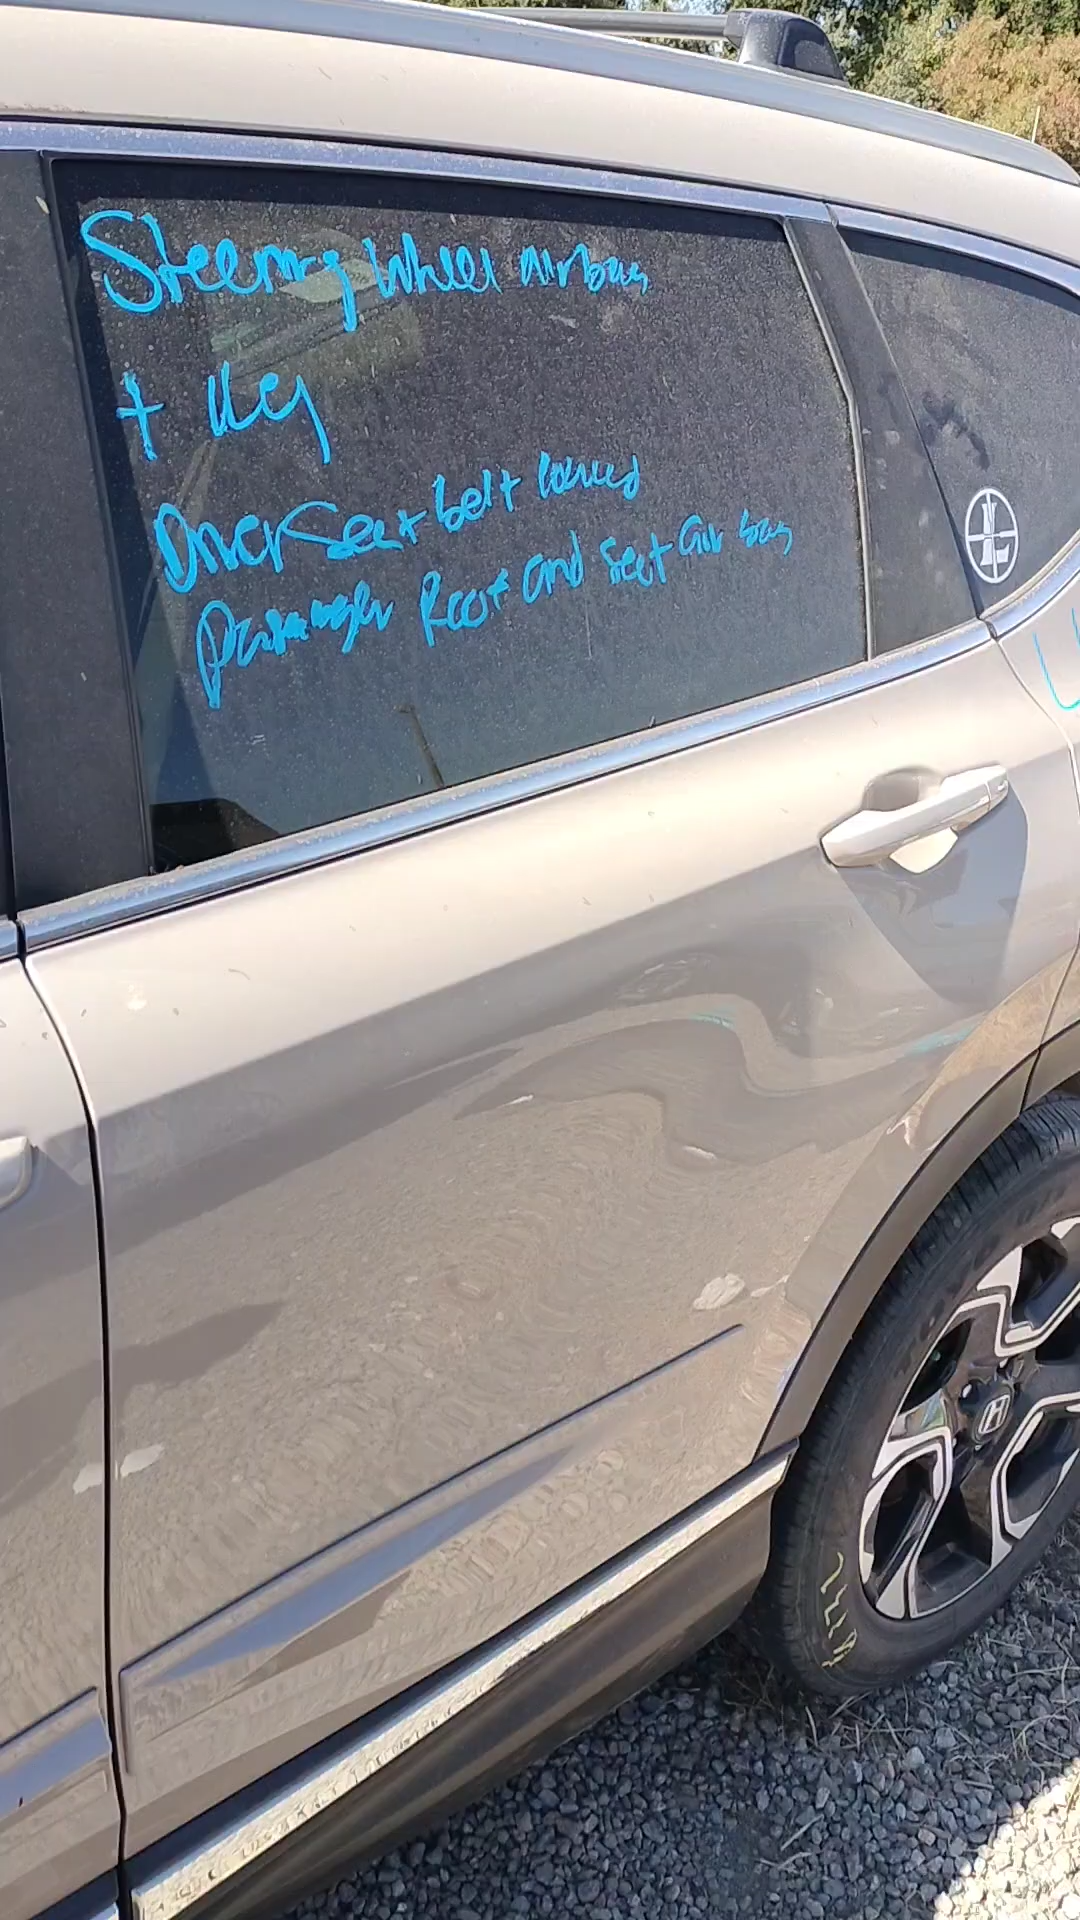 Steering Wheel airbag
+ Key
Driver Seat belt locked
Passenger Roof and Seat air bag